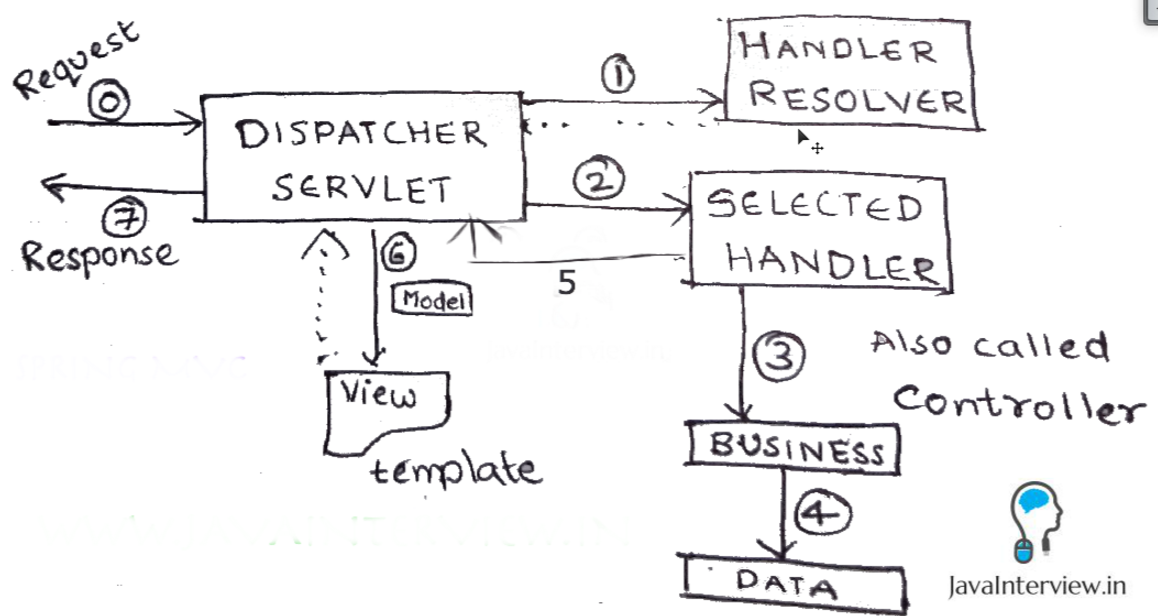 Request
0
DISPATCHER
SERVLET
7
Response
1
HANDLER
RESOLVER
2
SELECTED
HANDLER
5
6
Model
View
template
3
Also called
Controller
BUSINESS
4
DATA
JavaInterview.in